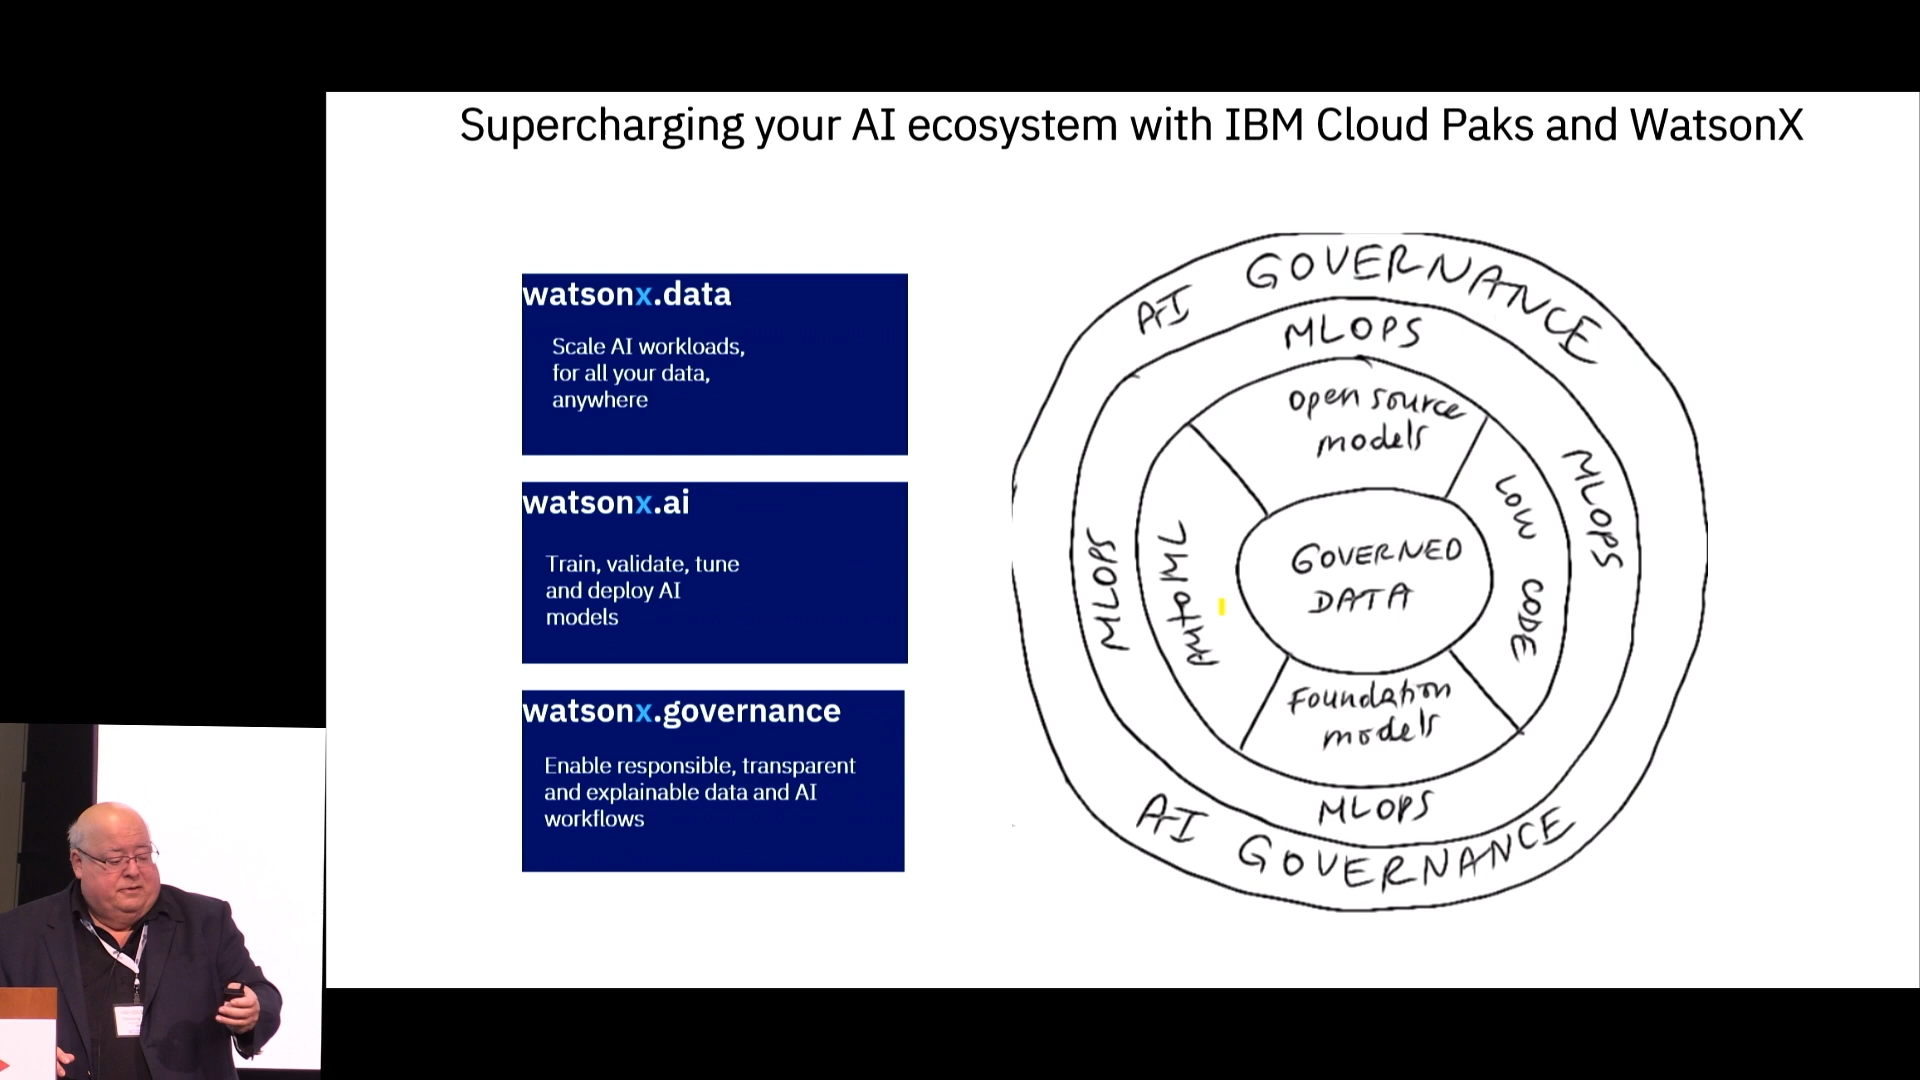 Supercharging your AI ecosystem with IBM Cloud Paks and WatsonX
watsonx.data
Scale AI workloads,
for all your data,
anywhere
watsonx.ai
Train, validate, tune
and deploy AI
models
watsonx.governance
Enable responsible, transparent
and explainable data and AI
workflows
AI GOVERNANCE
MLOPS
open source
models
MLOPS
LOW CODE
MLOPS
AutoML
GOVERNED
DATA
Foundation
models
MLOPS
AI GOVERNANCE